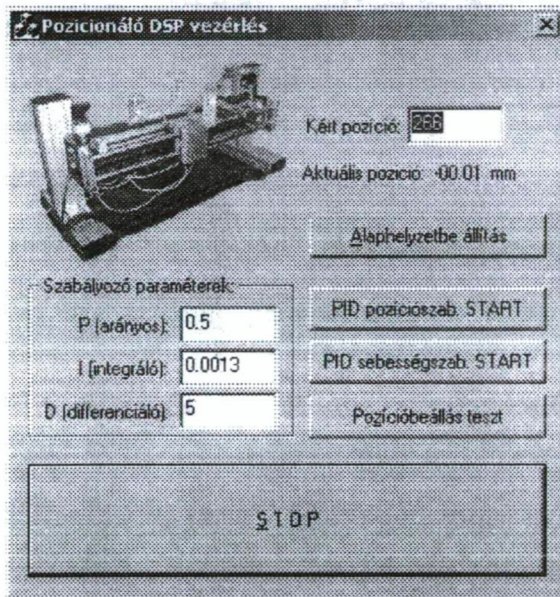 Pozicionáló DSP vezérlés
Kért pozíció: 266
Aktuális pozíció: -00.01 mm
Alaphelyzetbe állítás
Szabályozó paraméterek:
P (arányos): 0.5
I (integráló): 0.0013
D (differenciáló): 5
PID pozíciószab. START
PID sebességszab. START
Pozícióbeállás teszt
STOP